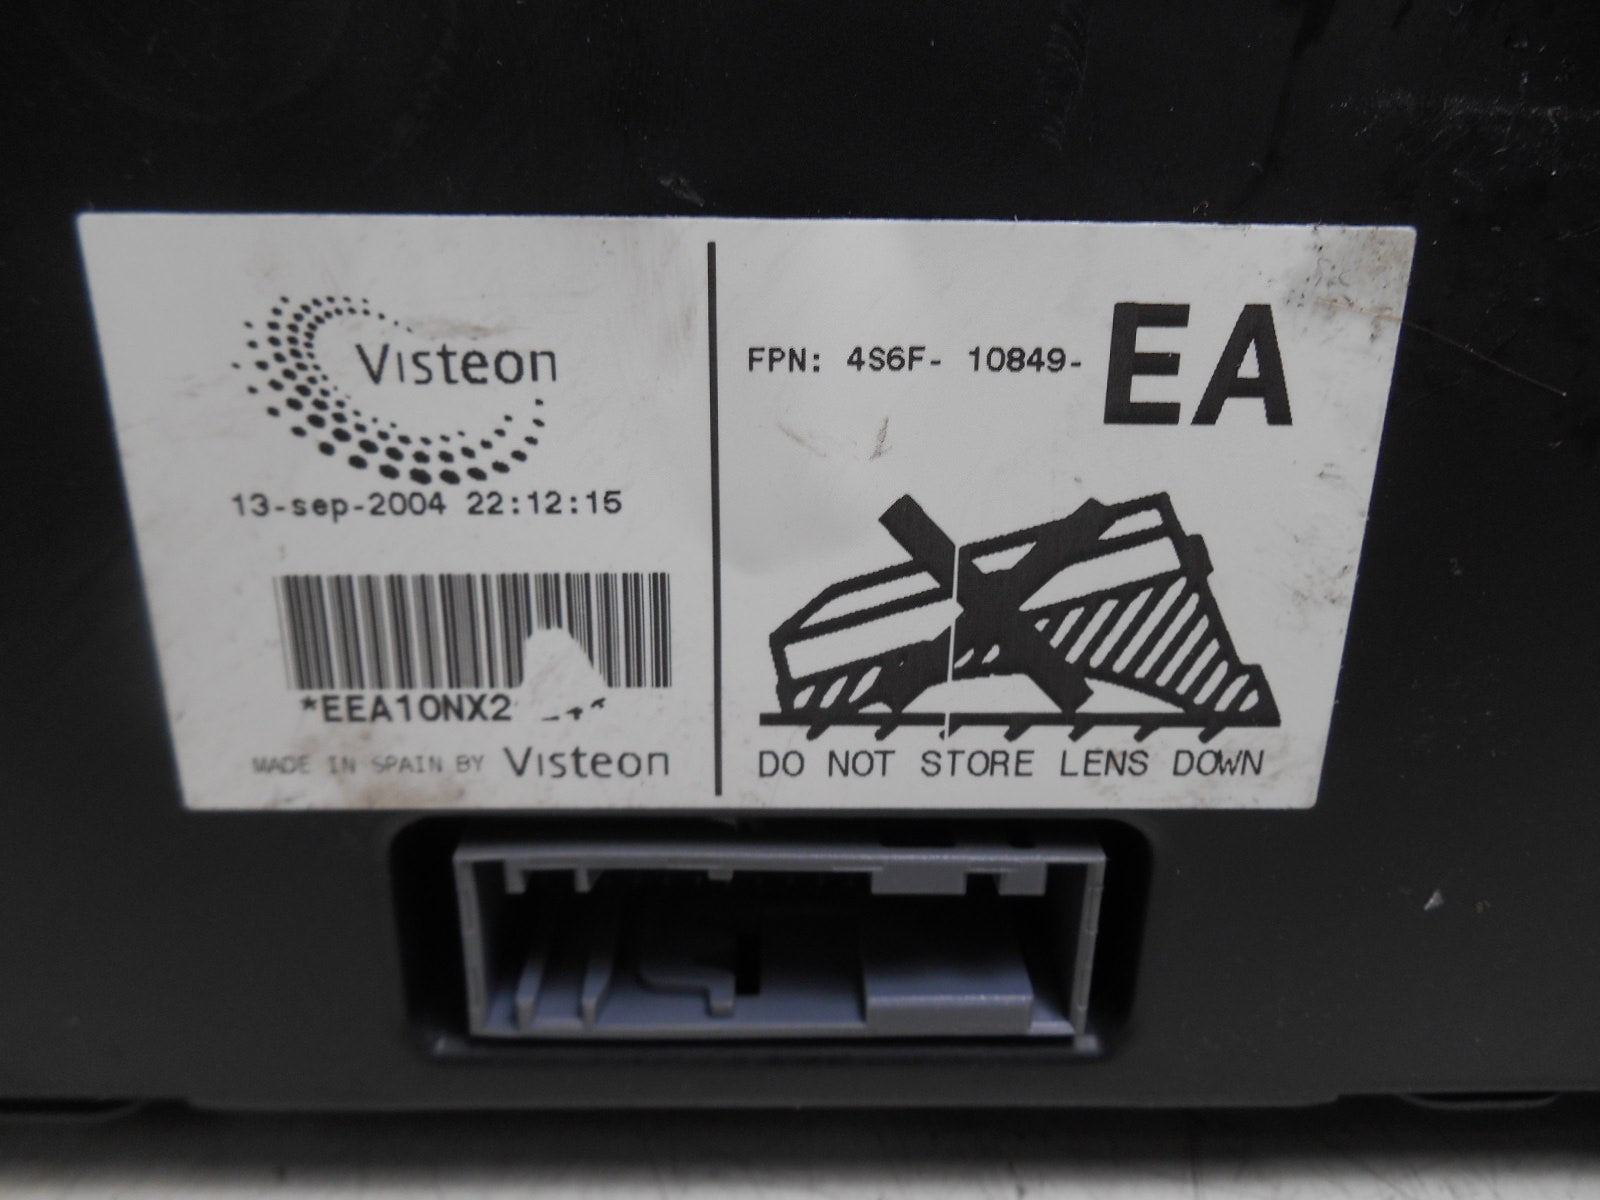 Visteon
13-sep-2004 22:12:15
*EEA10NX2
MADE IN SPAIN BY Visteon
FPN: 4S6F- 10849- EA
DO NOT STORE LENS DOWN